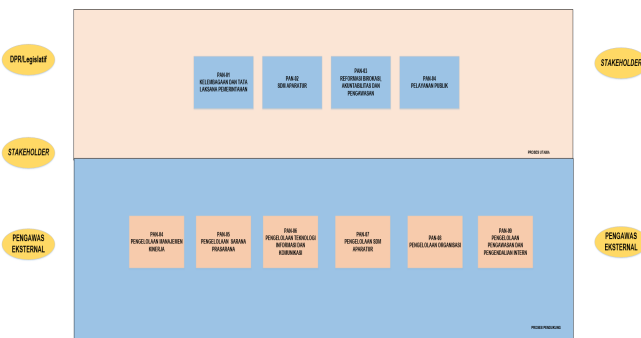 DPR/Legislatif
STAKEHOLDER
PENGAWAS
EKSTERNAL
PAN-01
KELEMBAGAAN DAN TATA
LAKSANA PEMERINTAHAN
PAN-02
SDM APARATUR
PAN-03
REFORMASI BIROKASI,
AKUNTABILITAS DAN
PENGAWASAN
PAN-04
PELAYANAN PUBLIK
PROSES UTAMA
PAN-04
PENGELOLAAN MANAJEMEN
KINERJA
PAN-05
PENGELOLAAN SARANA
PRASARANA
PAN-06
PENGELOLAAN TEKNOLOGI
INFORMASI DAN
KOMUNIKASI
PAN-07
PENGELOLAAN SDM
APARATUR
PAN-08
PENGELOLAAN ORGANISASI
PAN-09
PENGELOLAAN
PENGAWASAN DAN
PENGENDALIAN INTERN
PROSES PENDUKUNG
STAKEHOLDER
PENGAWAS
EKSTERNAL